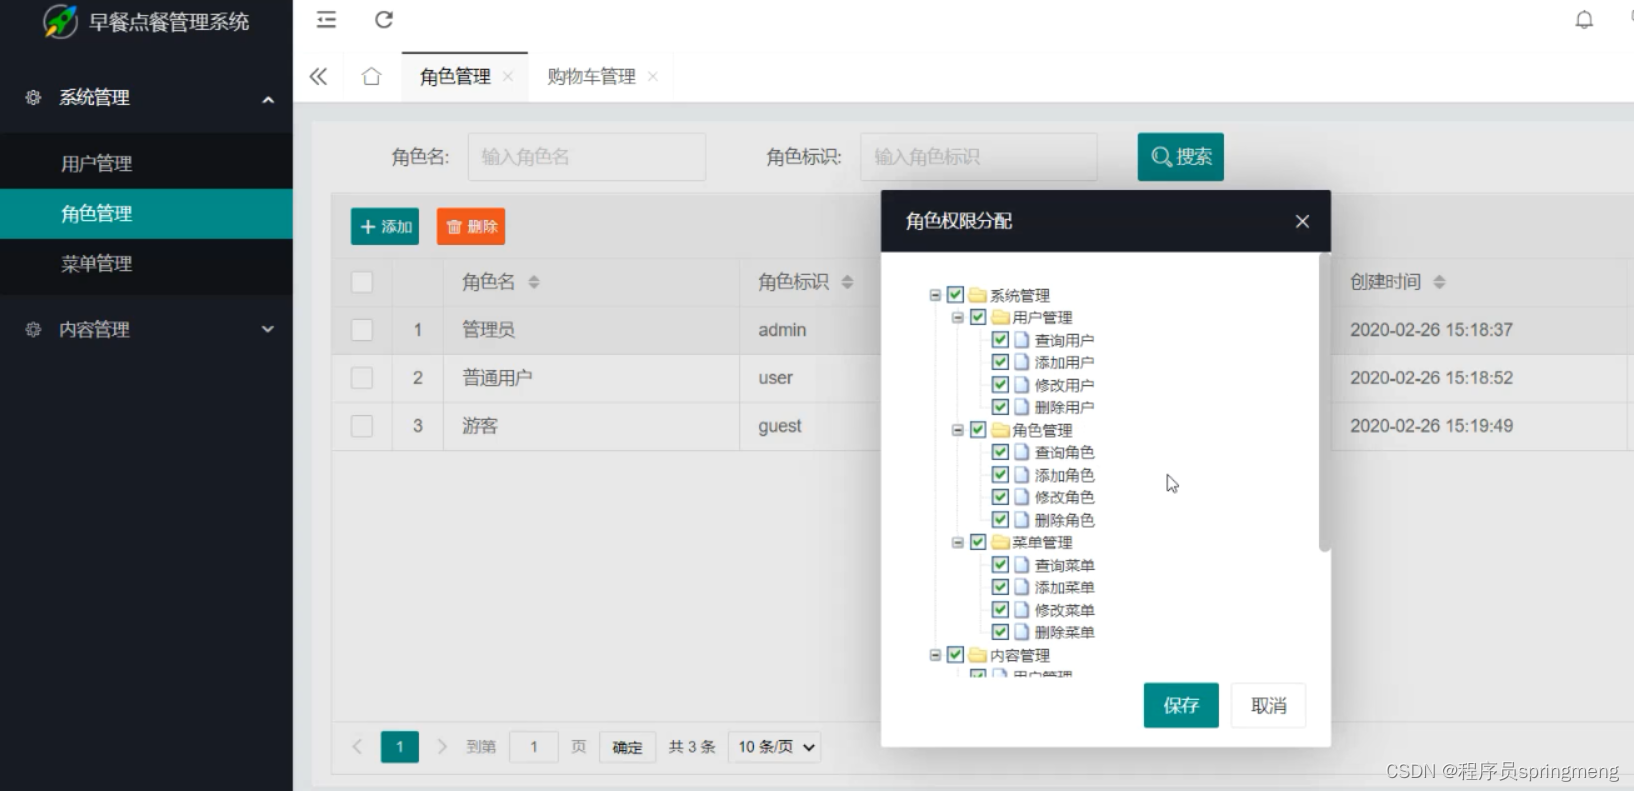 早餐点餐管理系统
系统管理
用户管理
角色管理
菜单管理
内容管理
角色管理
购物车管理
角色名: 输入角色名 角色标识: 输入角色标识 搜索
添加 删除
角色名 角色标识 创建时间
1 管理员 admin 2020-02-26 15:18:37
2 普通用户 user 2020-02-26 15:18:52
3 游客 guest 2020-02-26 15:19:49
角色权限分配
系统管理
用户管理
查询用户
添加用户
修改用户
删除用户
角色管理
查询角色
添加角色
修改角色
删除角色
菜单管理
查询菜单
添加菜单
修改菜单
删除菜单
内容管理
用户管理
保存 取消
1 到第 1 页 确定 共 3 条 10 条/页
CSDN @程序员springmeng